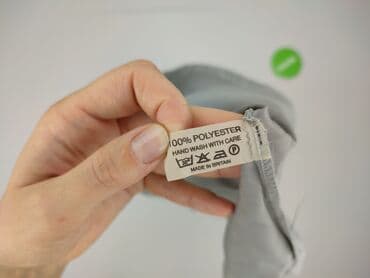 100% POLYESTER
HAND WASH WITH CARE
P
MADE IN BRITAIN